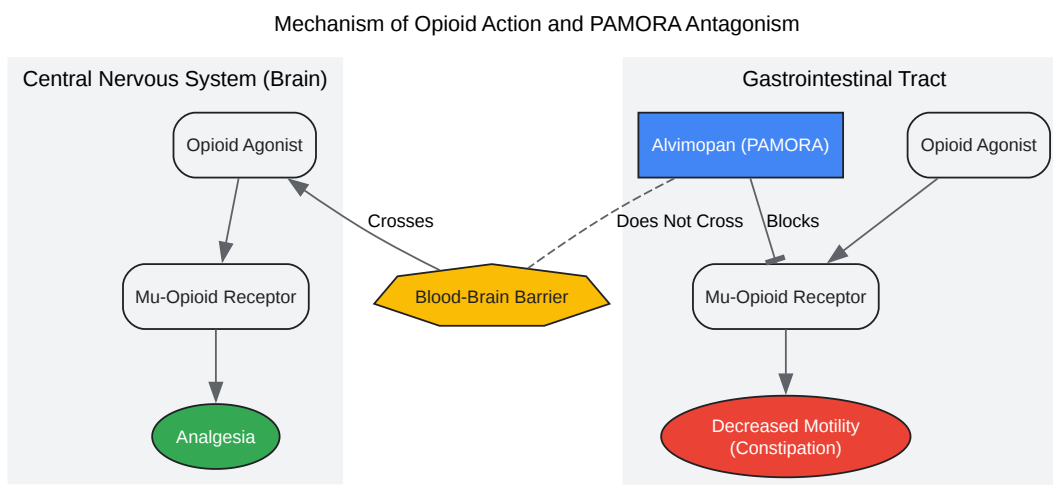 Mechanism of Opioid Action and PAMORA Antagonism
Central Nervous System (Brain)
Gastrointestinal Tract
Opioid Agonist
Alvimopan (PAMORA)
Opioid Agonist
Crosses
Does Not Cross
Blocks
Mu-Opioid Receptor
Blood-Brain Barrier
Mu-Opioid Receptor
Analgesia
Decreased Motility
(Constipation)